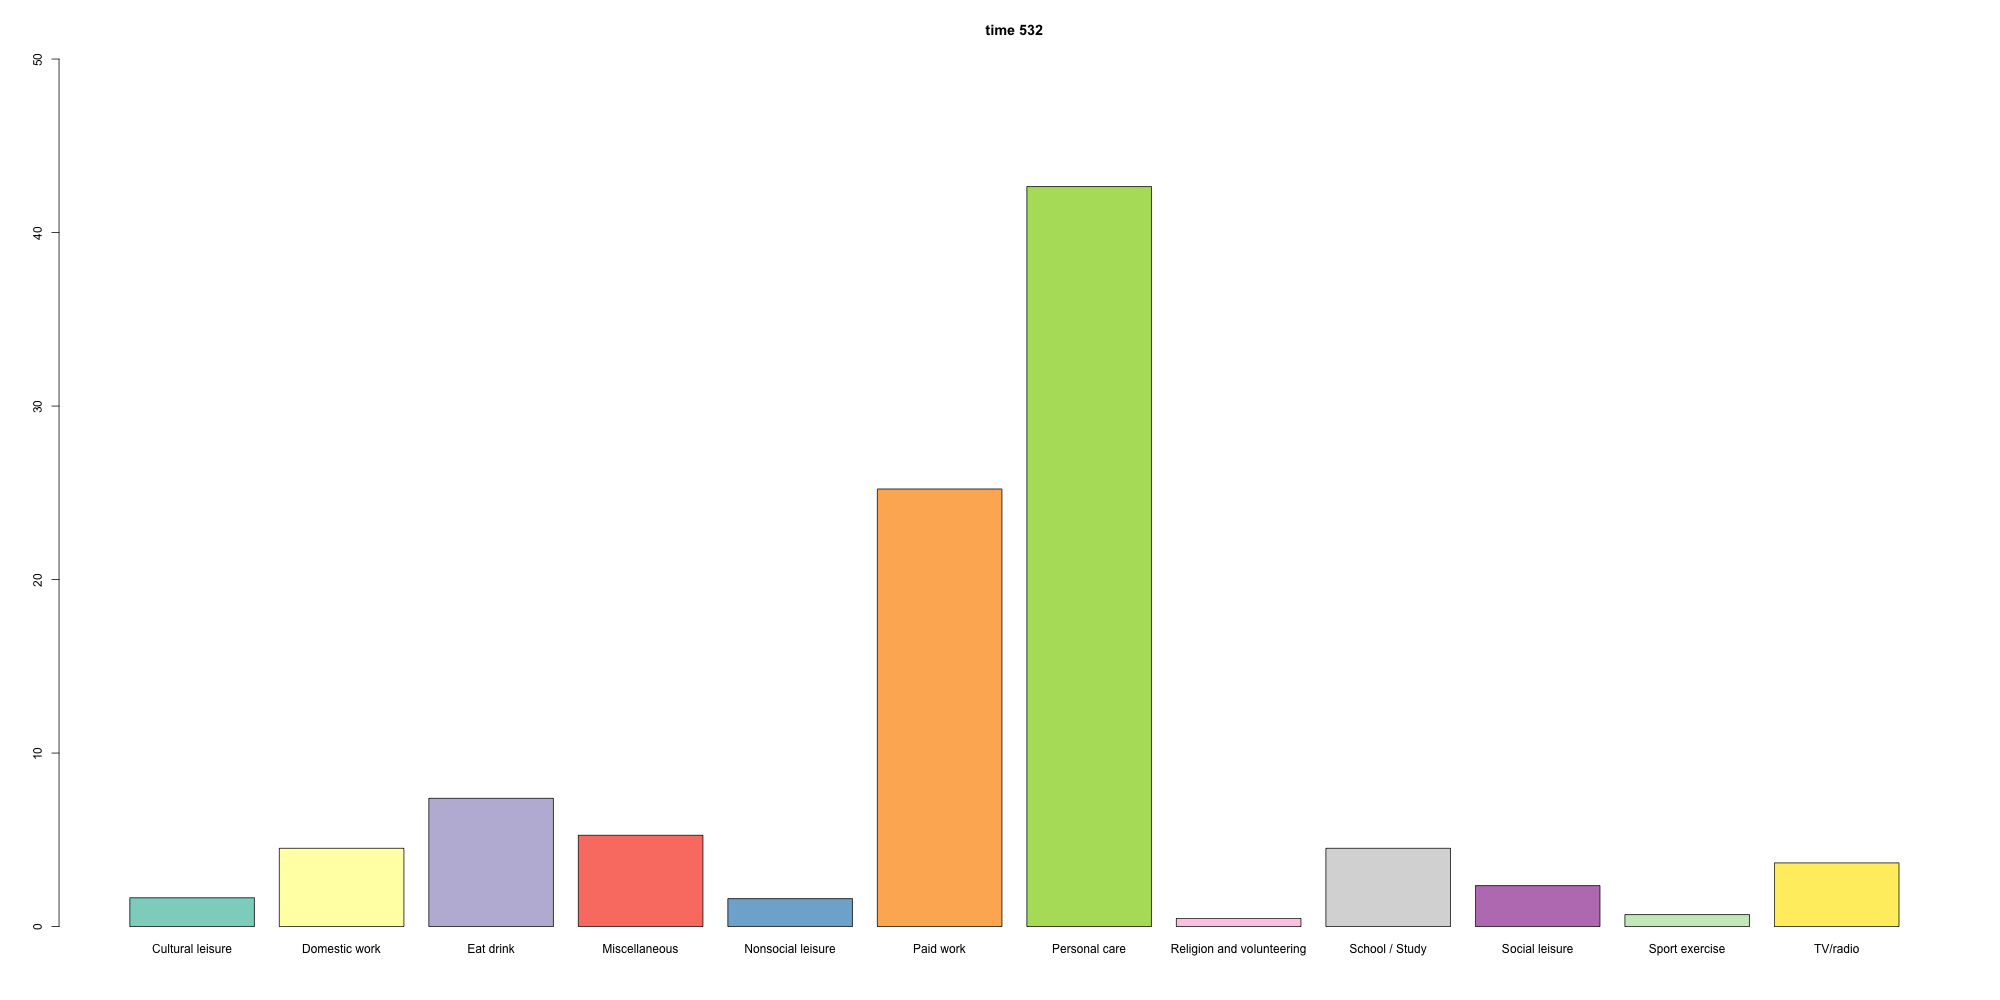 time 532
50
40
30
20
10
0
Cultural leisure
Domestic work
Eat drink
Miscellaneous
Nonsocial leisure
Paid work
Personal care
Religion and volunteering
School / Study
Social leisure
Sport exercise
TV/radio